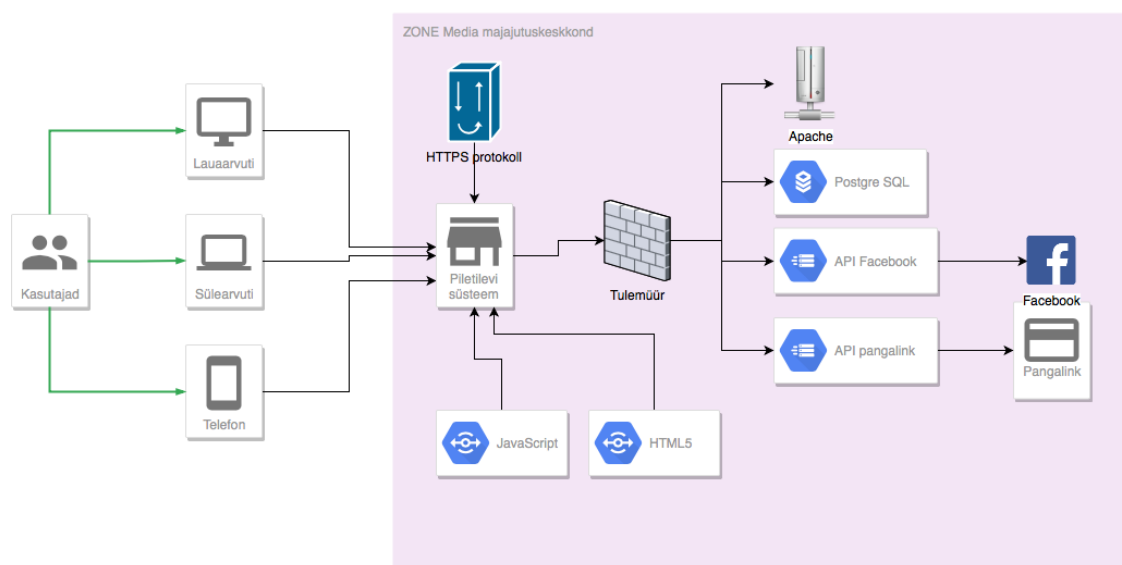 ZONE Media majajutuskeskkond
Kasutajad
Lauaarvuti
Sülearvuti
Telefon
HTTPS protokoll
Piletilevi
süsteem
JavaScript
HTML5
Tulemüür
Apache
Postgre SQL
API Facebook
Facebook
API pangalink
Pangalink